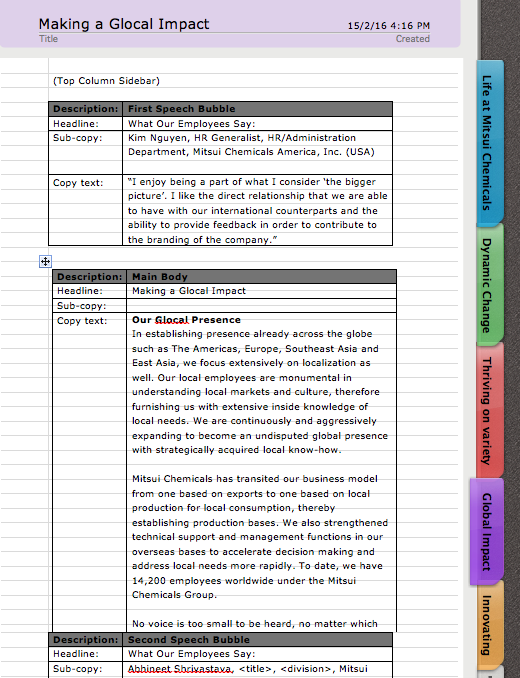 Making a Glocal Impact
15/2/16 4:16 PM
Title
Created
(Top Column Sidebar)
Description: First Speech Bubble
Headline: What Our Employees Say:
Sub-copy: Kim Nguyen, HR Generalist, HR/Administration
Department, Mitsui Chemicals America, Inc. (USA)
Copy text: “I enjoy being a part of what I consider ‘the bigger
picture’. I like the direct relationship that we are able
to have with our international counterparts and the
ability to provide feedback in order to contribute to
the branding of the company.”
Description: Main Body
Headline: Making a Glocal Impact
Sub-copy:
Copy text: Our Glocal Presence
In establishing presence already across the globe
such as The Americas, Europe, Southeast Asia and
East Asia, we focus extensively on localization as
well. Our local employees are monumental in
understanding local markets and culture, therefore
furnishing us with extensive inside knowledge of
local needs. We are continuously and aggressively
expanding to become an undisputed global presence
with strategically acquired local know-how.
Mitsui Chemicals has transited our business model
from one based on exports to one based on local
production for local consumption, thereby
establishing production bases. We also strengthened
technical support and management functions in our
overseas bases to accelerate decision making and
address local needs more rapidly. To date, we have
14,200 employees worldwide under the Mitsui
Chemicals Group.
No voice is too small to be heard, no matter which
Description: Second Speech Bubble
Headline: What Our Employees Say:
Sub-copy: Abhineet Shrivastava, <title>, <division>, Mitsui
Life at Mitsui Chemicals
Dynamic Change
Thriving on variety
Global Impact
Innovating